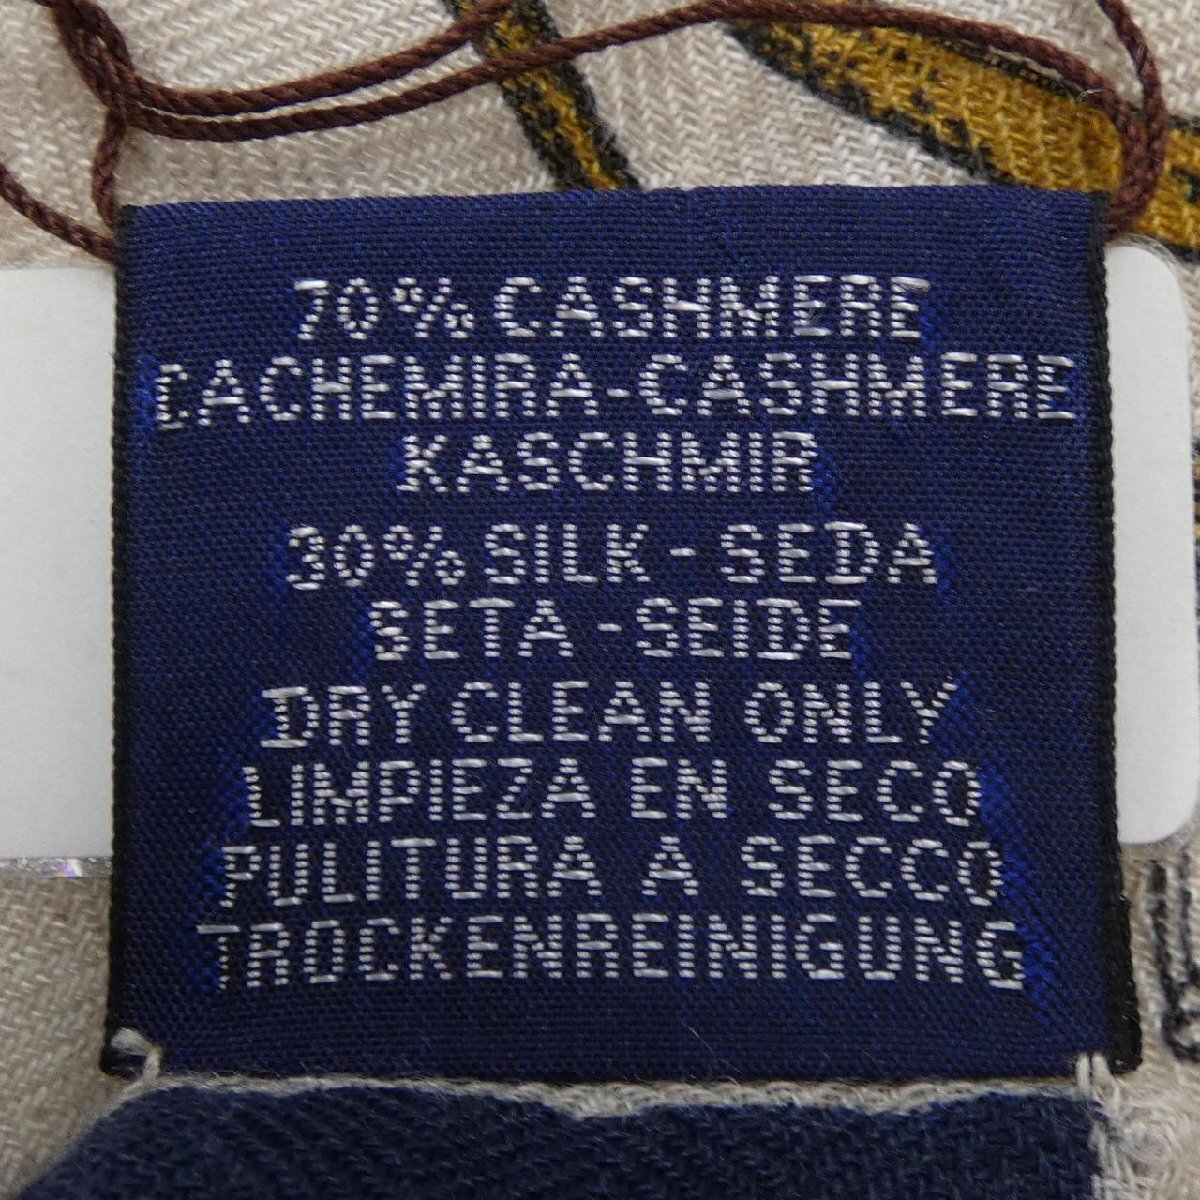 70% CASHMERE
CACHEMIRA-CASHMERE
KASCHMIR
30% SILK - SEDA
SETA - SEIDE
DRY CLEAN ONLY
LIMPIEZA EN SECO
PULITURA A SECCO
TROCKENREINIGUNG